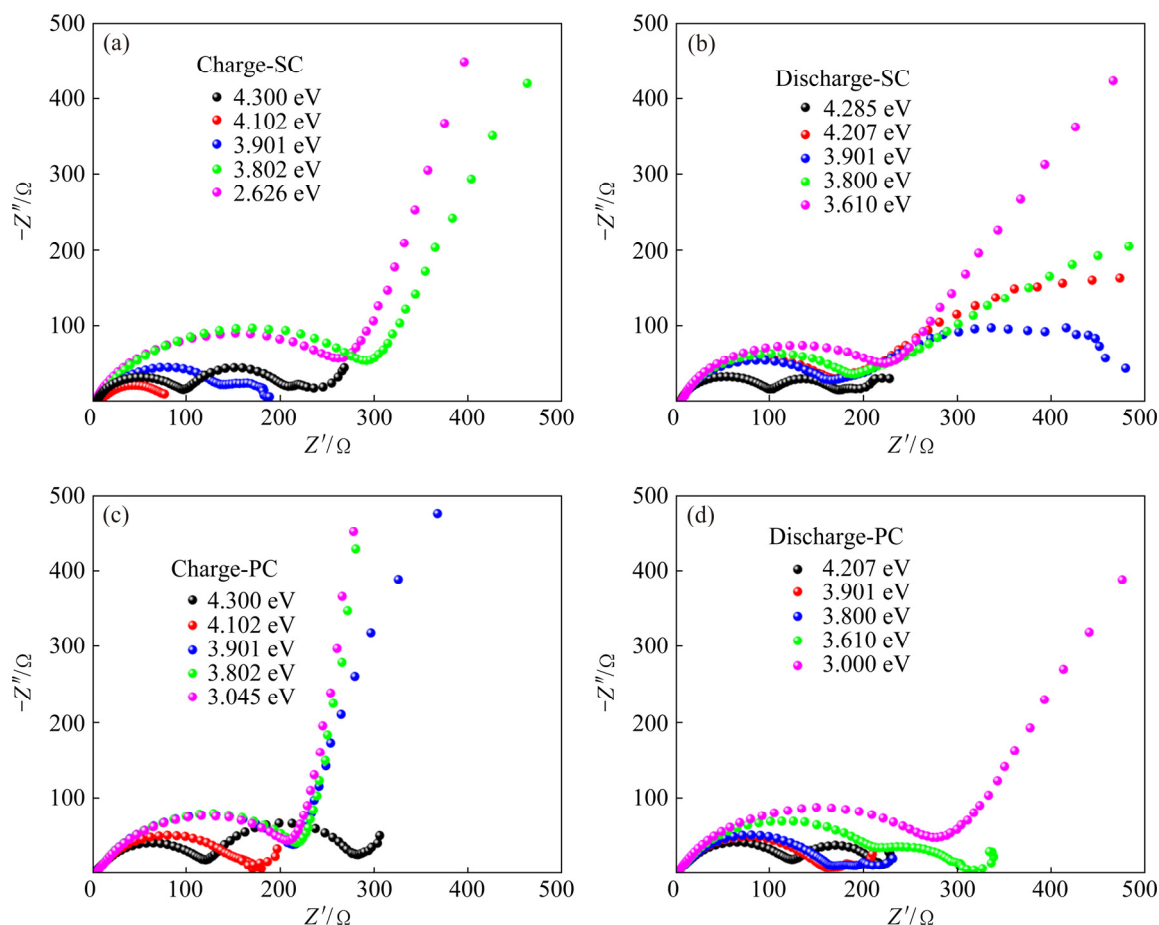 (a)
Charge-SC
4.300 eV
4.102 eV
3.901 eV
3.802 eV
2.626 eV
500
400
300
200
100
0
100
200
300
400
500
−Z″/Ω
Z′/Ω
(b)
Discharge-SC
4.285 eV
4.207 eV
3.901 eV
3.800 eV
3.610 eV
500
400
300
200
100
0
100
200
300
400
500
−Z″/Ω
Z′/Ω
(c)
Charge-PC
4.300 eV
4.102 eV
3.901 eV
3.802 eV
3.045 eV
500
400
300
200
100
0
0
100
200
300
400
500
−Z″/Ω
Z′/Ω
(d)
Discharge-PC
4.207 eV
3.901 eV
3.800 eV
3.610 eV
3.000 eV
500
400
300
200
100
0
100
200
300
400
500
−Z″/Ω
Z′/Ω